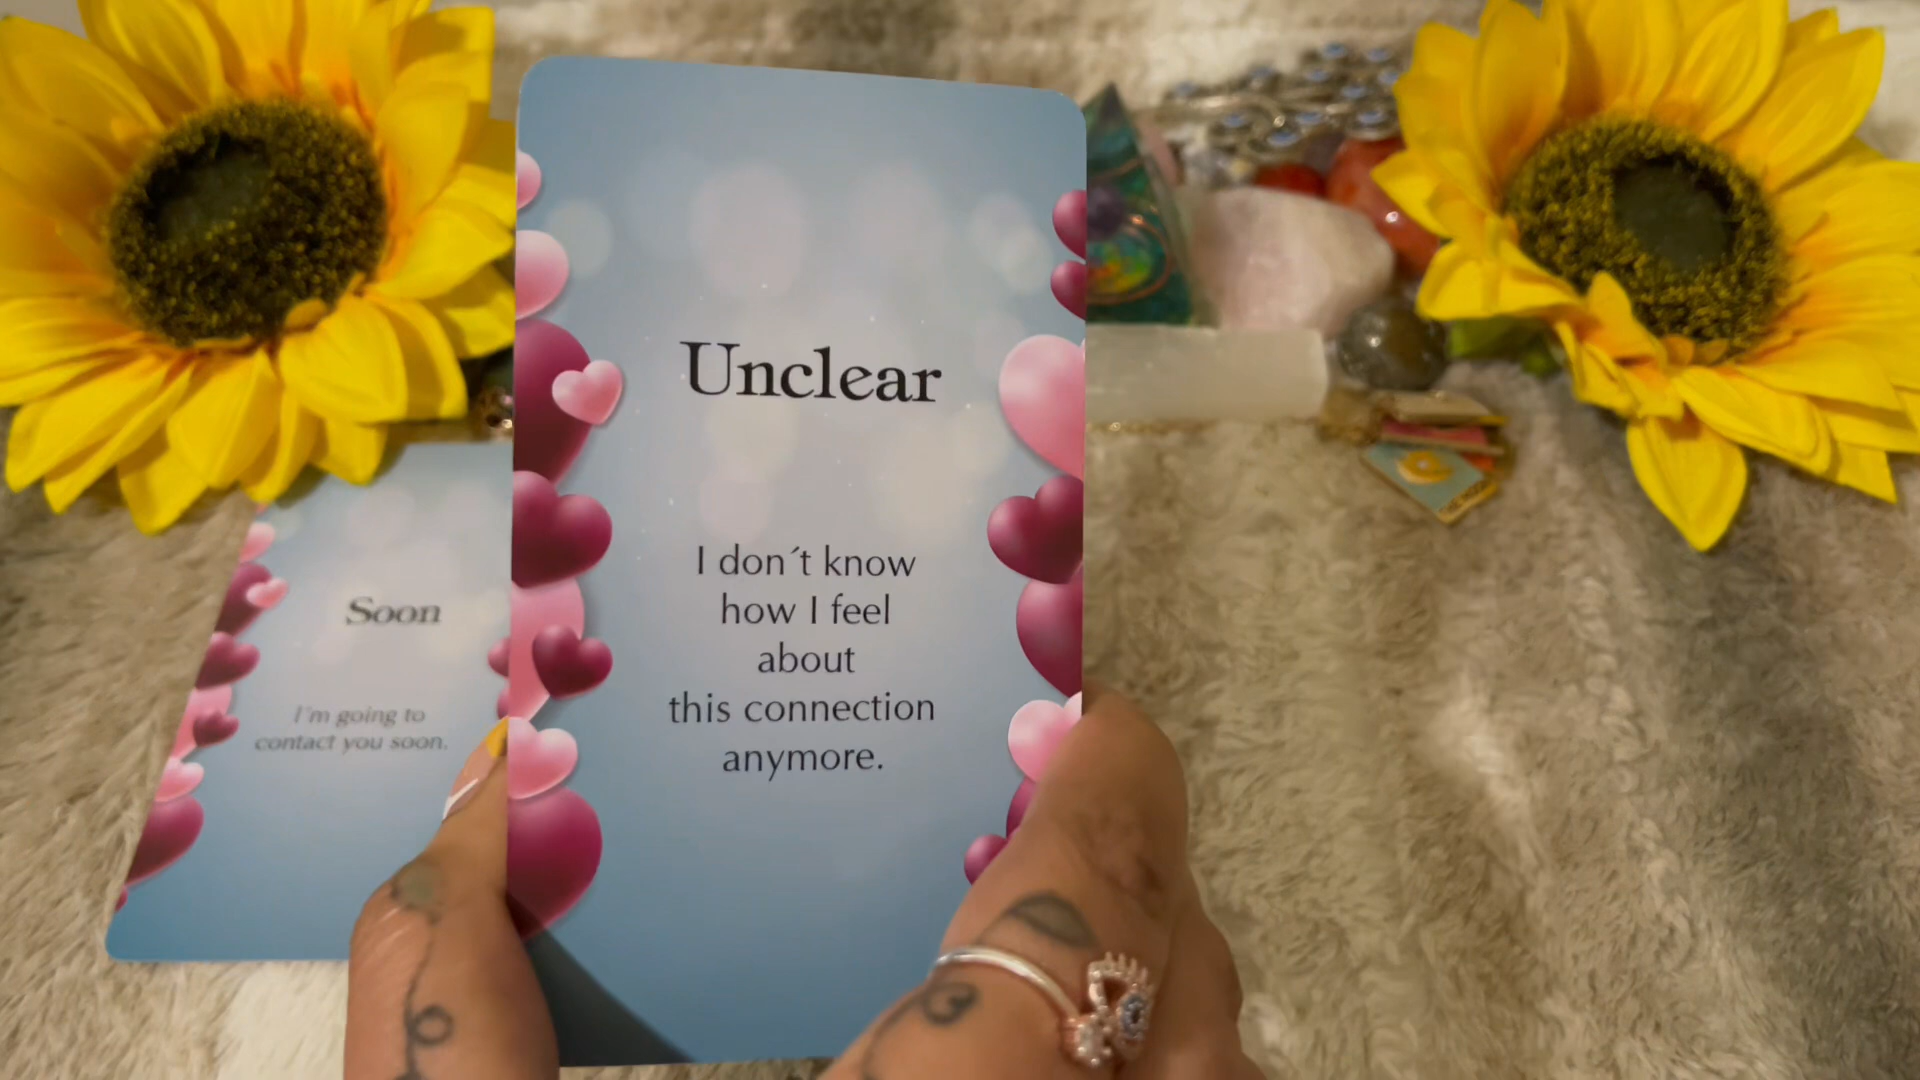 Unclear
I don´t know
how I feel
about
this connection
anymore.
Soon
I´m going to
contact you soon.